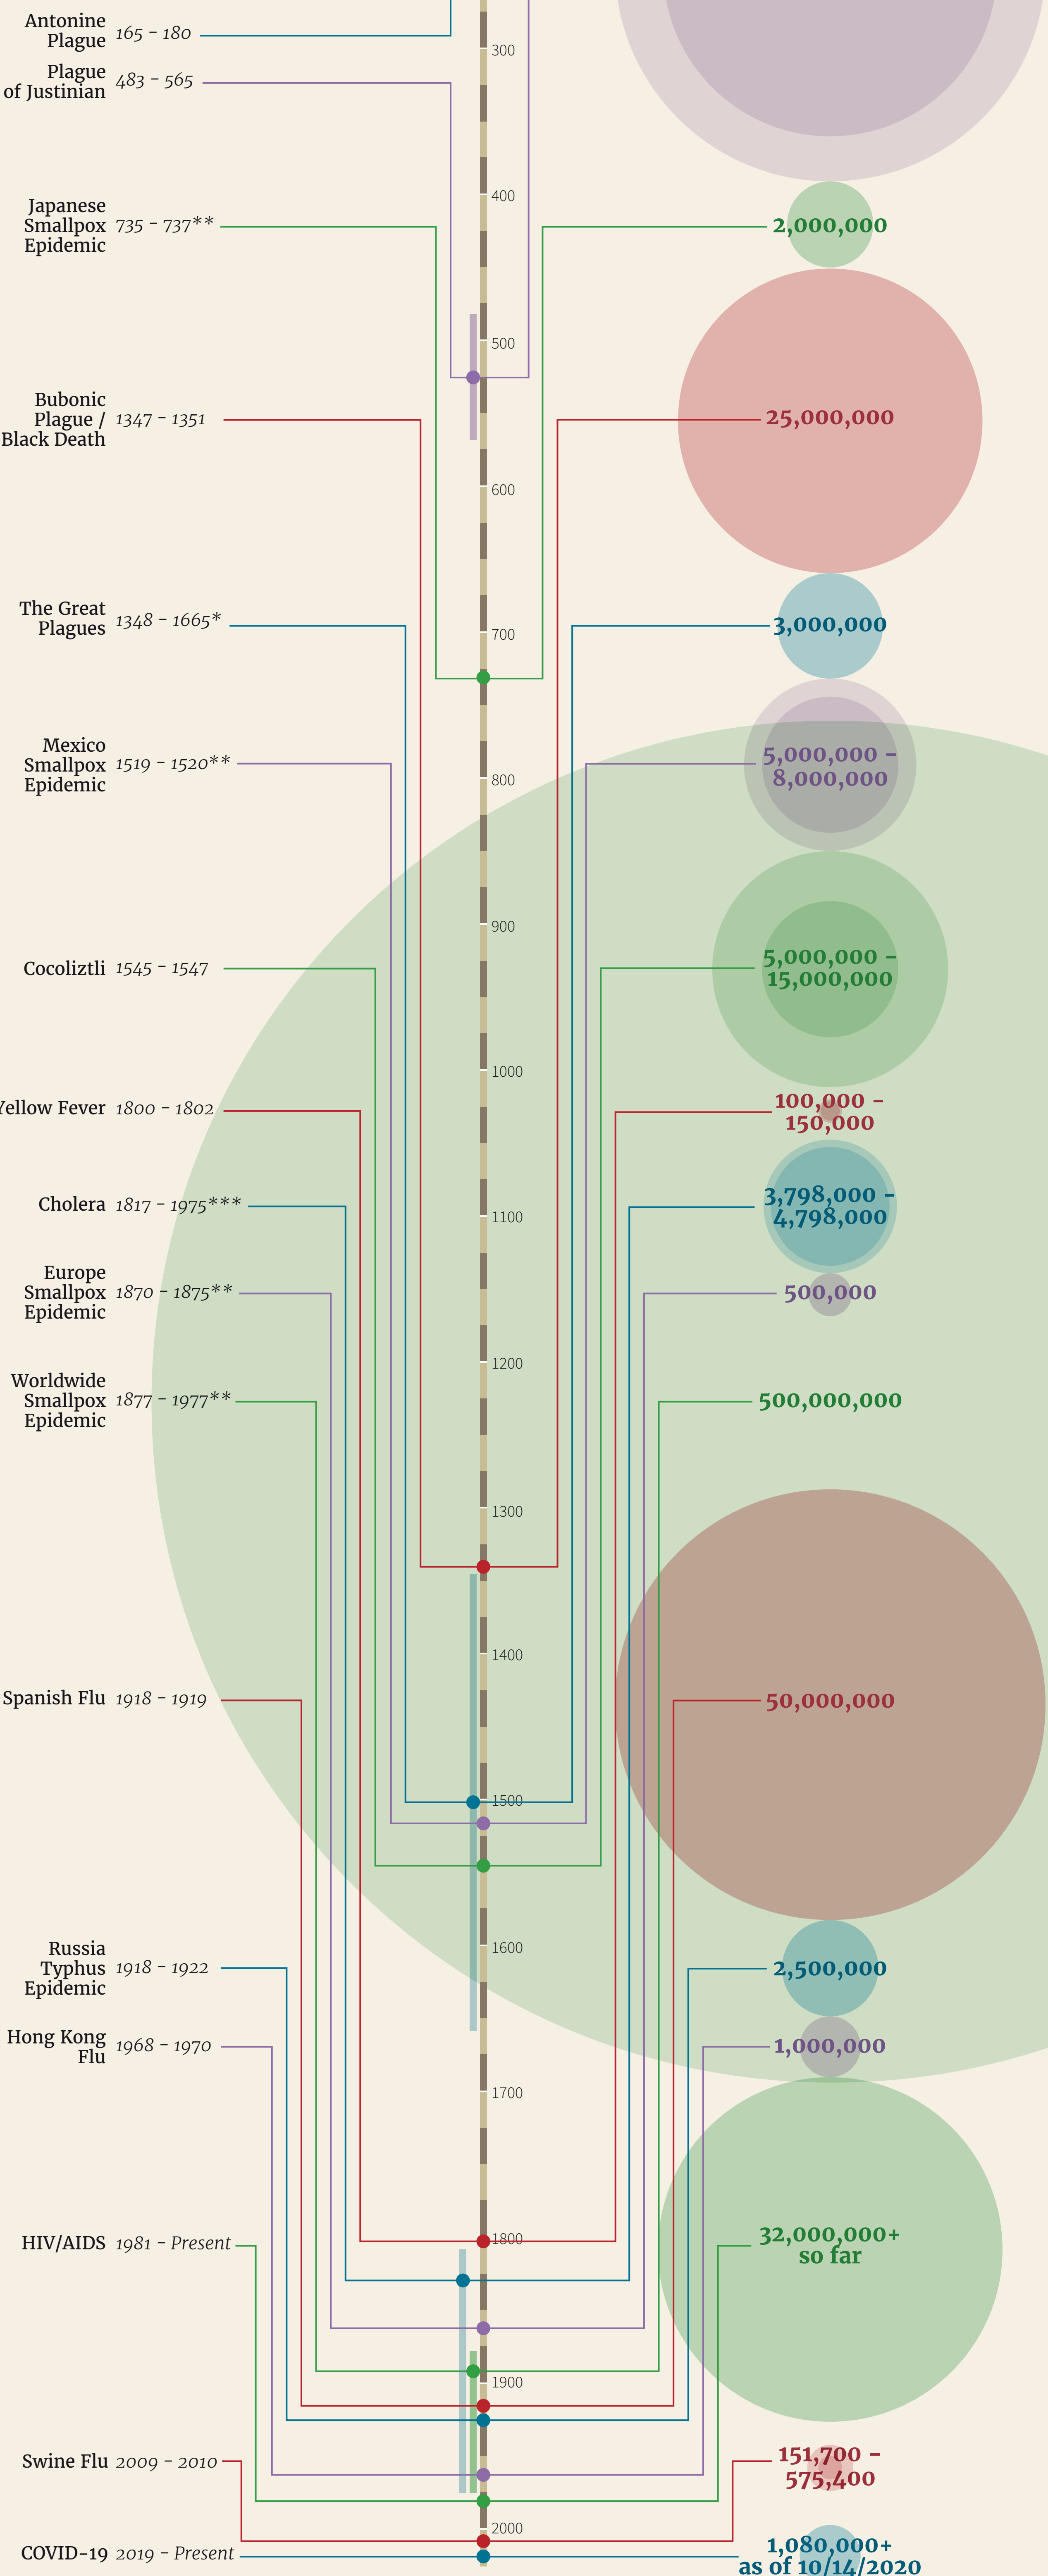 Antonine
Plague
165 - 180
300
Plague
of Justinian
483 - 565
400
Japanese
Smallpox
Epidemic
735 - 737**
2,000,000
500
Bubonic
Plague /
Black Death
1347 - 1351
25,000,000
600
The Great
Plagues
1348 - 1665*
3,000,000
700
Mexico
Smallpox
Epidemic
1519 - 1520**
5,000,000 –
8,000,000
800
900
Cocoliztli
1545 - 1547
5,000,000 –
15,000,000
1000
Yellow Fever
1800 - 1802
100,000 –
150,000
1100
Cholera
1817 - 1975***
3,798,000 –
4,798,000
Europe
Smallpox
Epidemic
1870 - 1875**
500,000
1200
Worldwide
Smallpox
Epidemic
1877 - 1977**
500,000,000
1300
1400
Spanish Flu
1918 - 1919
50,000,000
1500
1600
Russia
Typhus
Epidemic
1918 - 1922
2,500,000
Hong Kong
Flu
1968 - 1970
1,000,000
1700
1800
HIV/AIDS
1981 - Present
32,000,000+
so far
1900
Swine Flu
2009 - 2010
151,700 –
575,400
2000
COVID-19
2019 - Present
1,080,000+
as of 10/14/2020